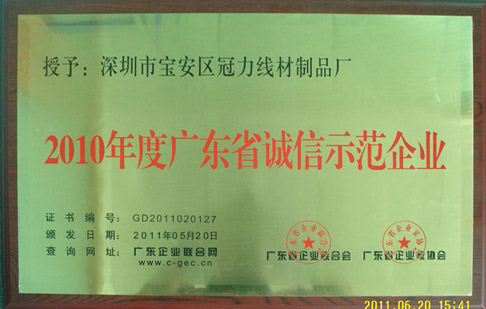 授予：深圳市宝安区冠力线材制品厂
2010年度广东省诚信示范企业
证书编号：GD2011020127
颁发日期：2011年05月20日
查询网址：广东企业联合网
www.c-gec.cn
广东省企业联合会
广东省企业协会
2011.06.20 15:41